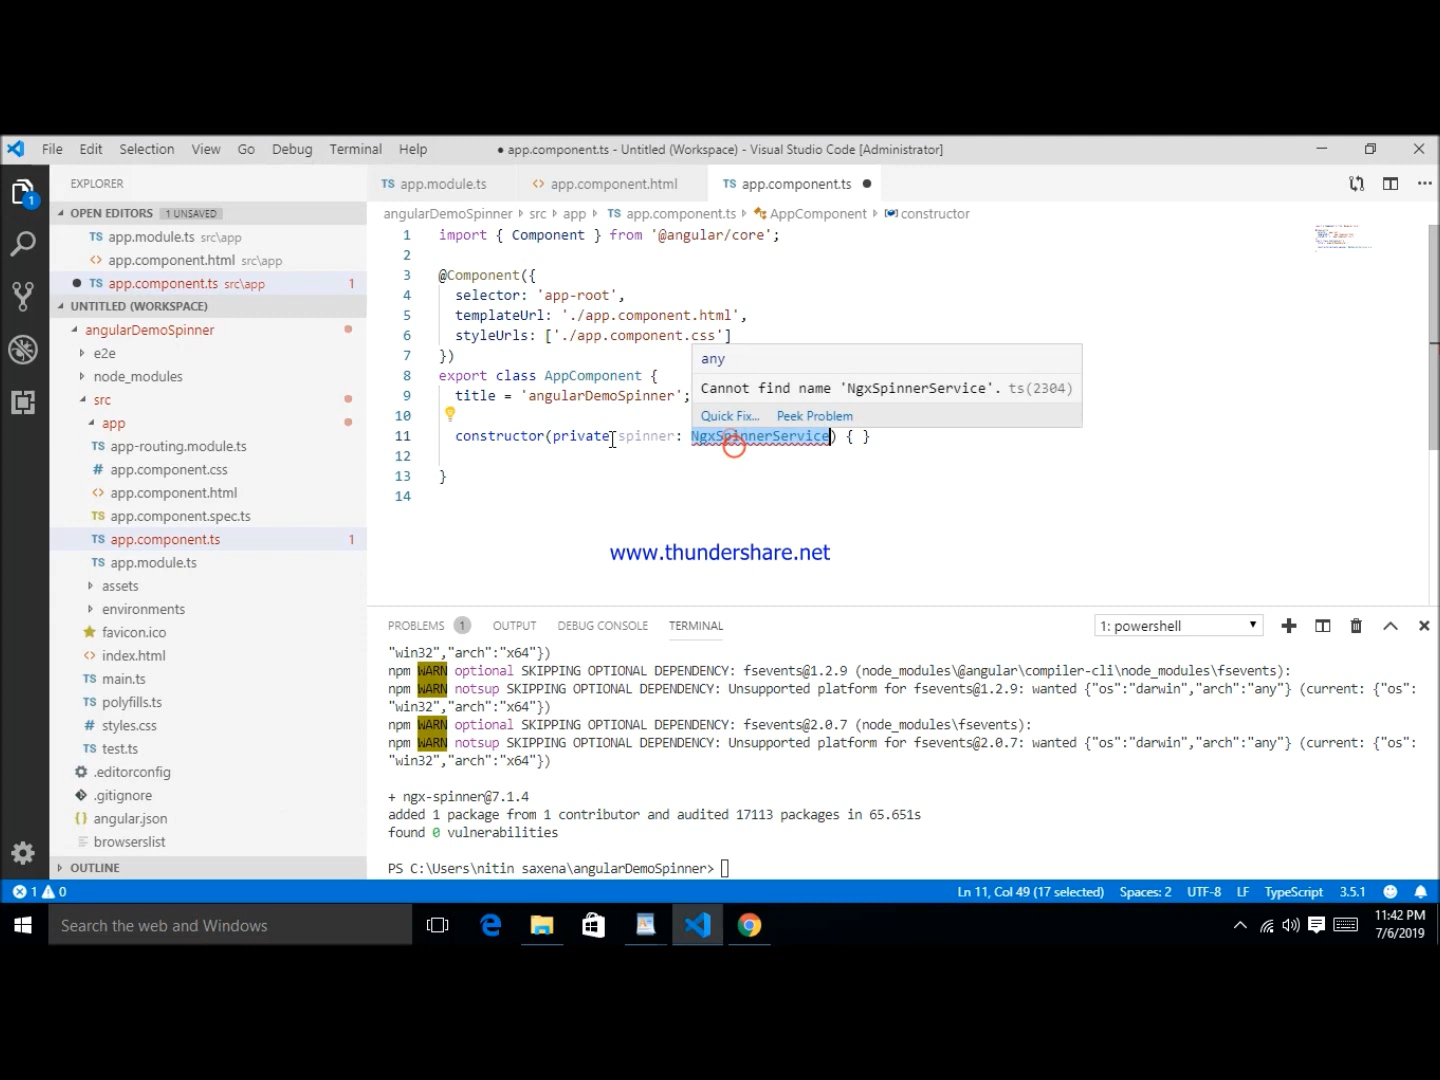 File Edit Selection View Go Debug Terminal Help
● app.component.ts - Untitled (Workspace) - Visual Studio Code [Administrator]
EXPLORER
TS app.module.ts
<> app.component.html
TS app.component.ts ●
OPEN EDITORS 1 UNSAVED
TS app.module.ts src\app
<> app.component.html src\app
● TS app.component.ts src\app 1
UNTITLED (WORKSPACE)
angularDemoSpinner
e2e
node_modules
src
app
TS app-routing.module.ts
# app.component.css
<> app.component.html
TS app.component.spec.ts
TS app.component.ts 1
TS app.module.ts
assets
environments
favicon.ico
<> index.html
TS main.ts
TS polyfills.ts
# styles.css
TS test.ts
.editorconfig
.gitignore
{} angular.json
browserslist
OUTLINE
1
angularDemoSpinner src app TS app.component.ts AppComponent constructor
1 import { Component } from '@angular/core';
2
3 @Component({
4 selector: 'app-root',
5 templateUrl: './app.component.html',
6 styleUrls: ['./app.component.css']
7 })
8 export class AppComponent {
9 title = 'angularDemoSpinner';
10
11 constructor(private spinner: NgxSpinnerService) { }
12
13 }
14
any
Cannot find name 'NgxSpinnerService'. ts(2304)
Quick Fix... Peek Problem
www.thundershare.net
PROBLEMS 1 OUTPUT DEBUG CONSOLE TERMINAL
1: powershell
"win32","arch":"x64"})
npm WARN optional SKIPPING OPTIONAL DEPENDENCY: fsevents@1.2.9 (node_modules\@angular\compiler-cli\node_modules\fsevents):
npm WARN notsup SKIPPING OPTIONAL DEPENDENCY: Unsupported platform for fsevents@1.2.9: wanted {"os":"darwin","arch":"any"} (current: {"os":
"win32","arch":"x64"})
npm WARN optional SKIPPING OPTIONAL DEPENDENCY: fsevents@2.0.7 (node_modules\fsevents):
npm WARN notsup SKIPPING OPTIONAL DEPENDENCY: Unsupported platform for fsevents@2.0.7: wanted {"os":"darwin","arch":"any"} (current: {"os":
"win32","arch":"x64"})
+ ngx-spinner@7.1.4
added 1 package from 1 contributor and audited 17113 packages in 65.651s
found 0 vulnerabilities
PS C:\Users\nitin saxena\angularDemoSpinner>
1 0
Ln 11, Col 49 (17 selected) Spaces: 2 UTF-8 LF TypeScript 3.5.1
Search the web and Windows
11:42 PM
7/6/2019